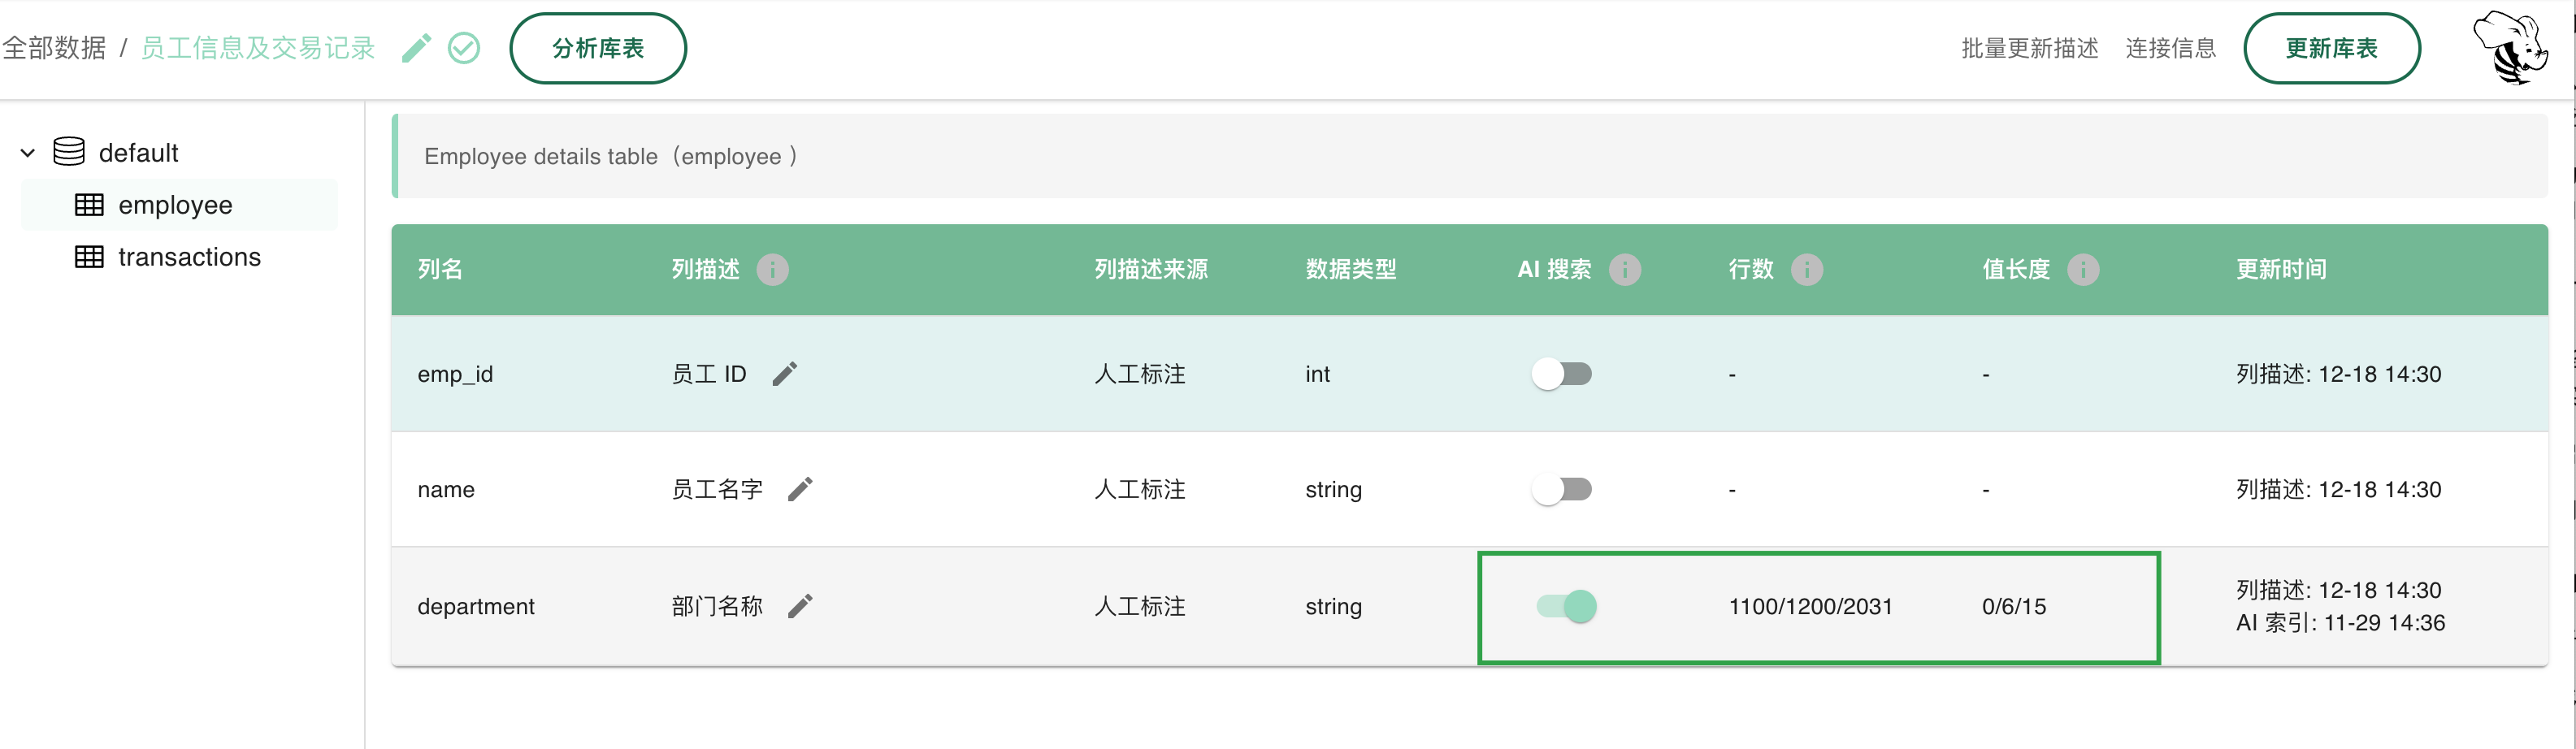 全部数据 / 员工信息及交易记录 分析库表 批量更新描述 连接信息 更新库表
default
employee
transactions
Employee details table（employee ）
列名 列描述 列描述来源 数据类型 AI 搜索 行数 值长度 更新时间
emp_id 员工 ID 人工标注 int - - 列描述: 12-18 14:30
name 员工名字 人工标注 string - - 列描述: 12-18 14:30
department 部门名称 人工标注 string 1100/1200/2031 0/6/15 列描述: 12-18 14:30
AI 索引: 11-29 14:36